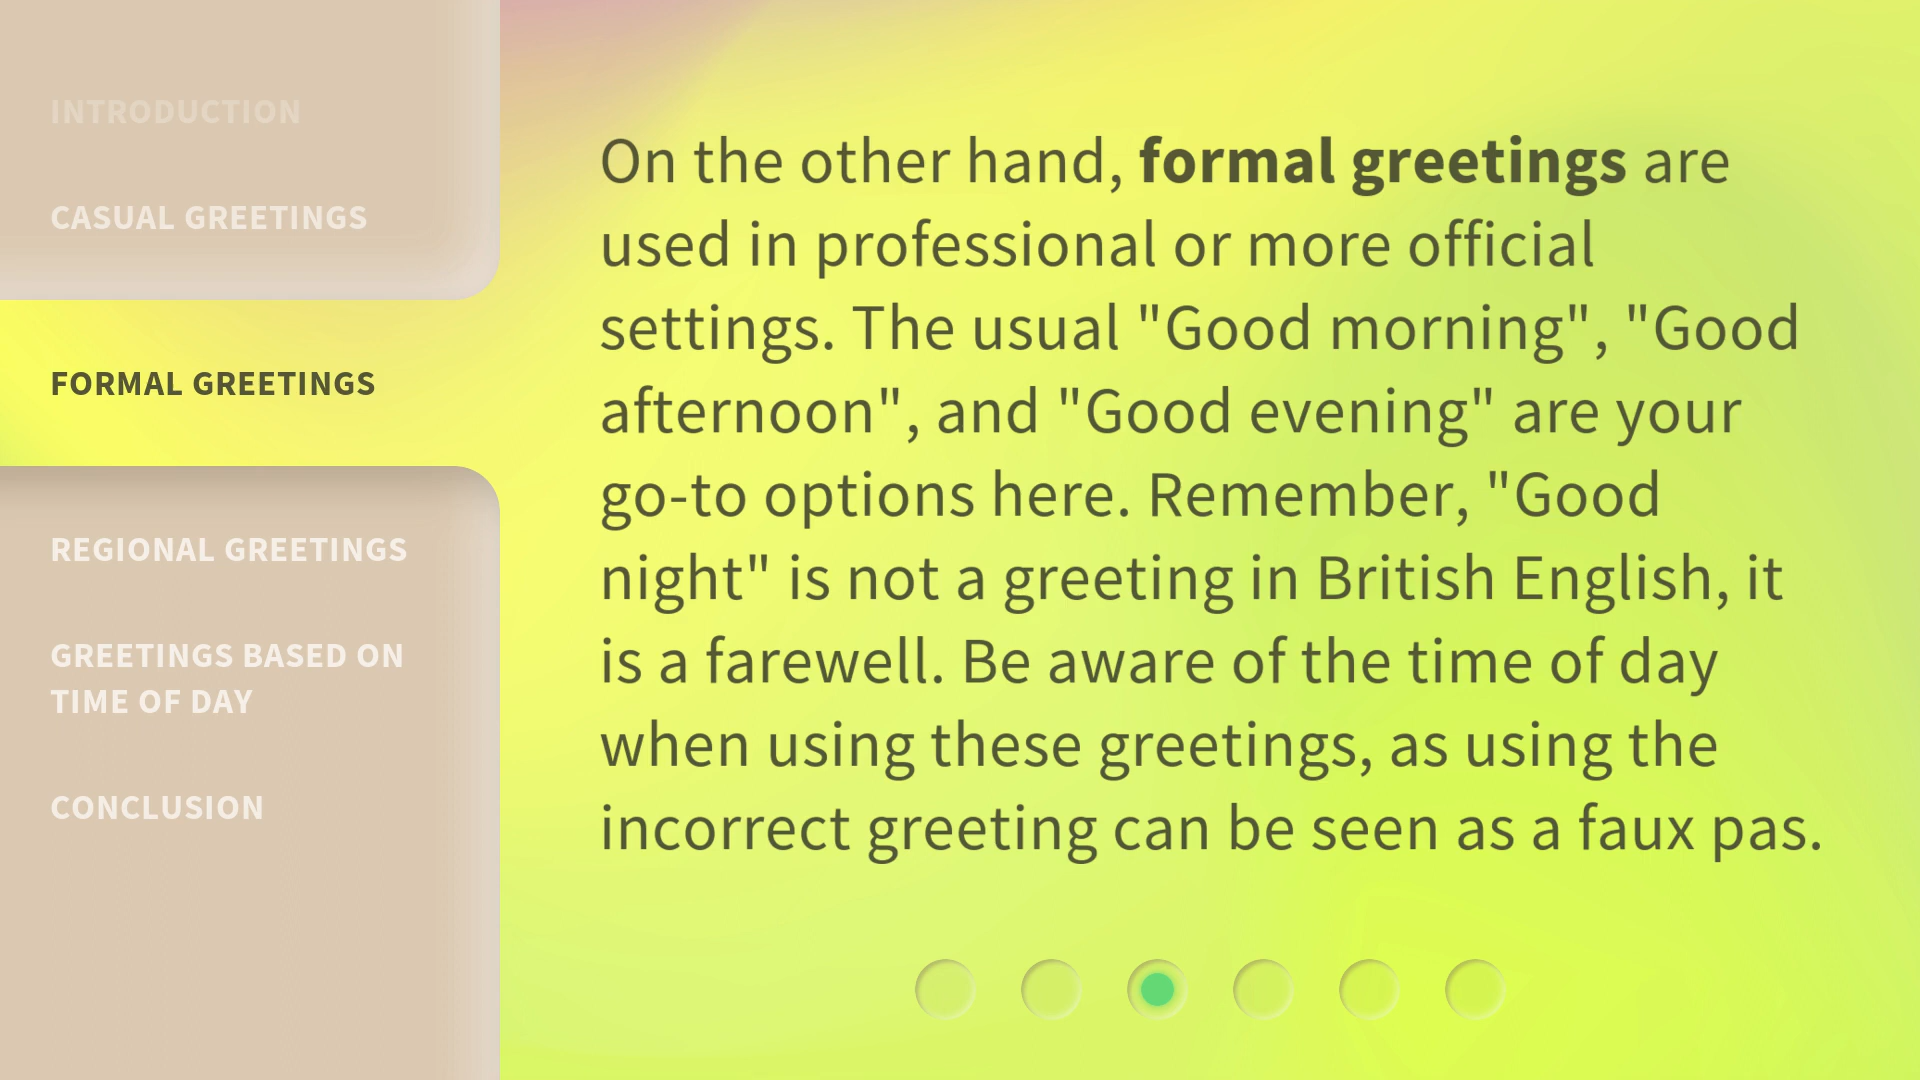 INTRODUCTION
CASUAL GREETINGS
FORMAL GREETINGS
REGIONAL GREETINGS
GREETINGS BASED ON
TIME OF DAY
CONCLUSION
On the other hand, formal greetings are
used in professional or more official
settings. The usual "Good morning", "Good
afternoon", and "Good evening" are your
go-to options here. Remember, "Good
night" is not a greeting in British English, it
is a farewell. Be aware of the time of day
when using these greetings, as using the
incorrect greeting can be seen as a faux pas.